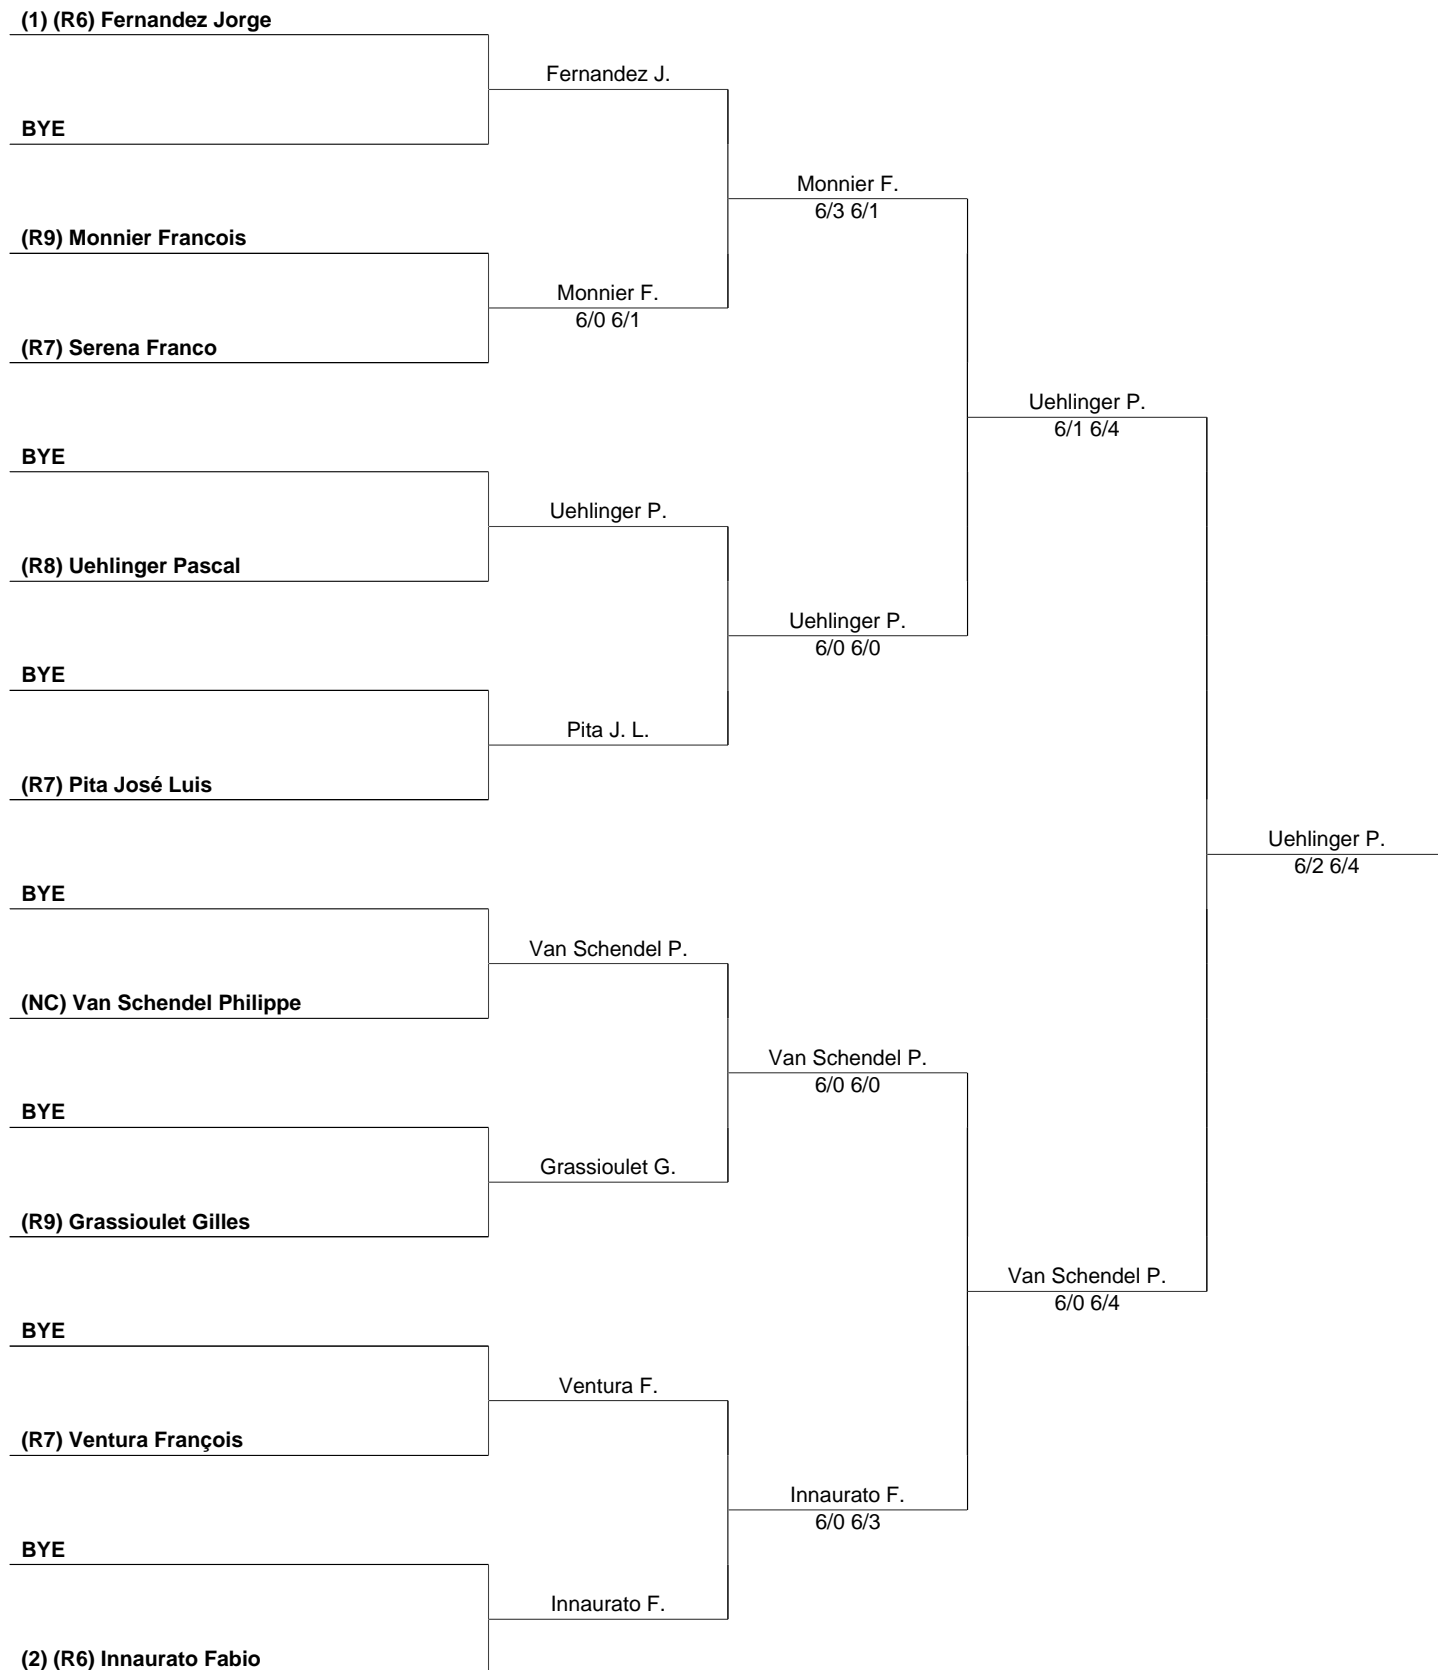 (1) (R6) Fernandez Jorge
Fernandez J.
BYE
Monnier F.
6/3 6/1
(R9) Monnier Francois
Monnier F.
6/0 6/1
(R7) Serena Franco
Uehlinger P.
6/1 6/4
BYE
Uehlinger P.
(R8) Uehlinger Pascal
Uehlinger P.
6/0 6/0
BYE
Pita J. L.
(R7) Pita José Luis
Uehlinger P.
6/2 6/4
BYE
Van Schendel P.
(NC) Van Schendel Philippe
Van Schendel P.
6/0 6/0
BYE
Grassioulet G.
(R9) Grassioulet Gilles
Van Schendel P.
6/0 6/4
BYE
Ventura F.
(R7) Ventura François
Innaurato F.
6/0 6/3
BYE
Innaurato F.
(2) (R6) Innaurato Fabio